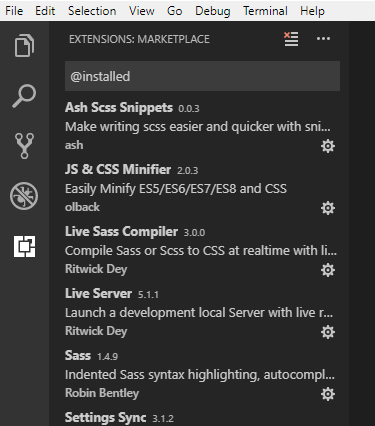 File Edit Selection View Go Debug Terminal Help
EXTENSIONS: MARKETPLACE
@installed
Ash Scss Snippets 0.0.3
Make writing scss easier and quicker with sni...
ash
JS & CSS Minifier 2.0.3
Easily Minify ES5/ES6/ES7/ES8 and CSS
olback
Live Sass Compiler 3.0.0
Compile Sass or Scss to CSS at realtime with li...
Ritwick Dey
Live Server 5.1.1
Launch a development local Server with live r...
Ritwick Dey
Sass 1.4.9
Indented Sass syntax highlighting, autocompl...
Robin Bentley
Settings Sync 3.1.2